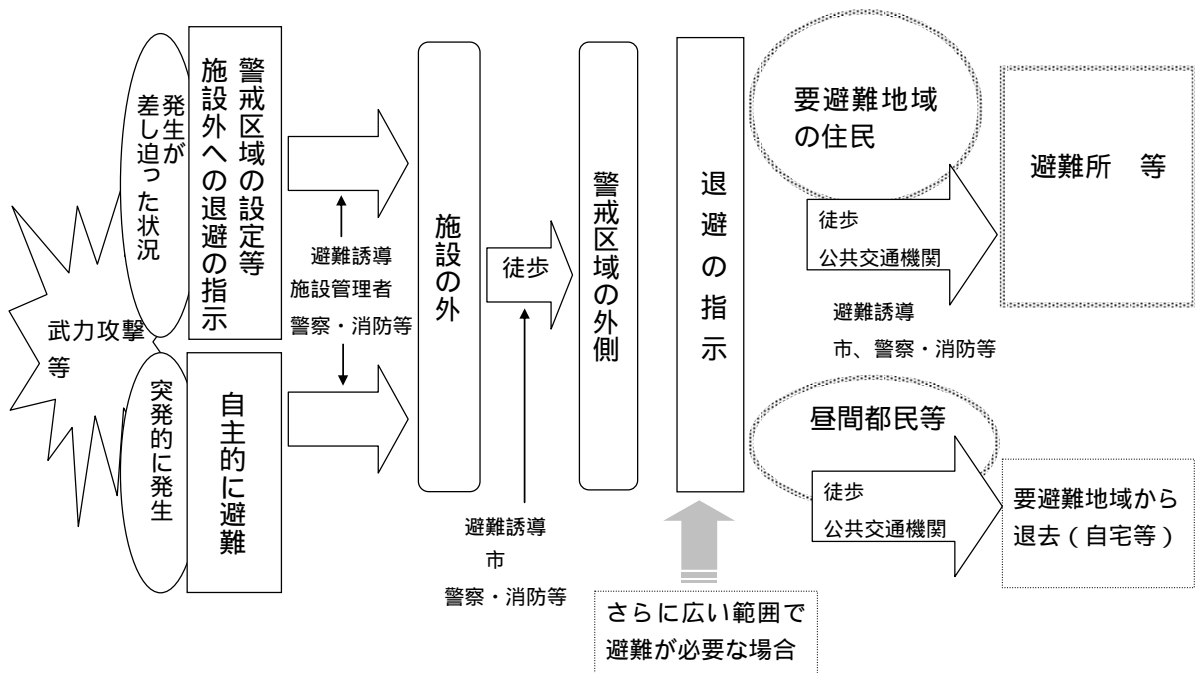 武力攻撃
等
発生が
差し迫った状況
警戒区域の設定等
施設外への退避の指示
突発的に発生
自主的に避難
避難誘導
施設管理者
警察・消防等
施設の外
徒歩
避難誘導
市
警察・消防等
警戒区域の外側
退避の指示
さらに広い範囲で
避難が必要な場合
要避難地域
の住民
徒歩
公共交通機関
避難誘導
市、警察・消防等
避難所　等
昼間都民等
徒歩
公共交通機関
要避難地域から
退去（自宅等）